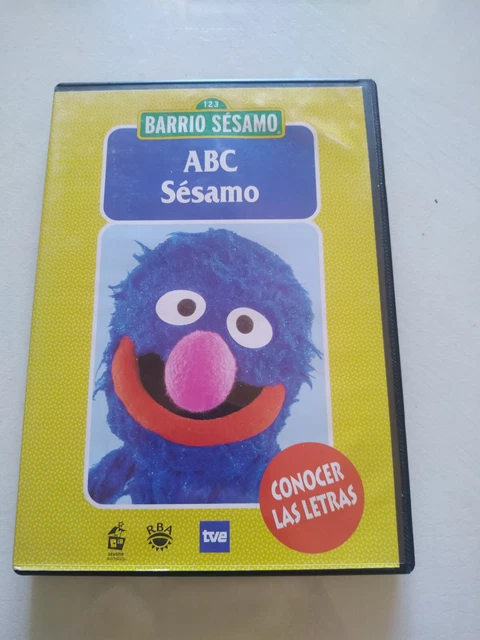 123
BARRIO SÉSAMO
ABC
Sésamo
CONOCER
LAS LETRAS
RBA
tve